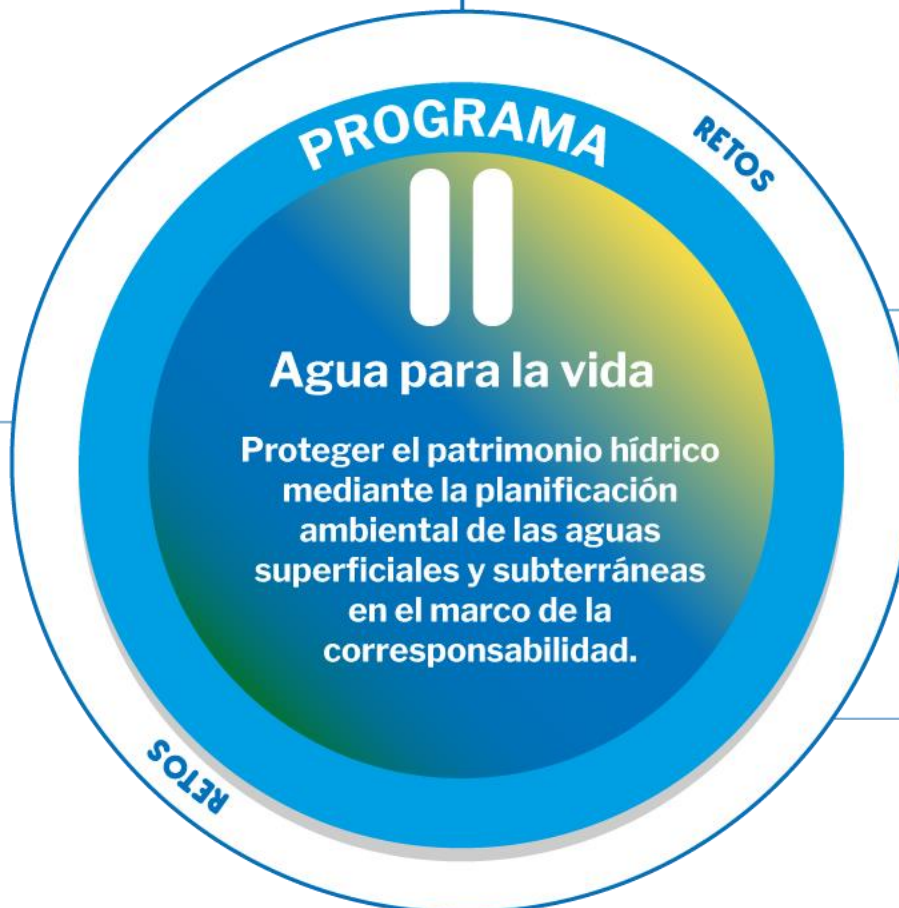 PROGRAMA
RETOS
II
Agua para la vida
Proteger el patrimonio hídrico
mediante la planificación
ambiental de las aguas
superficiales y subterráneas
en el marco de la
corresponsabilidad.
RETOS